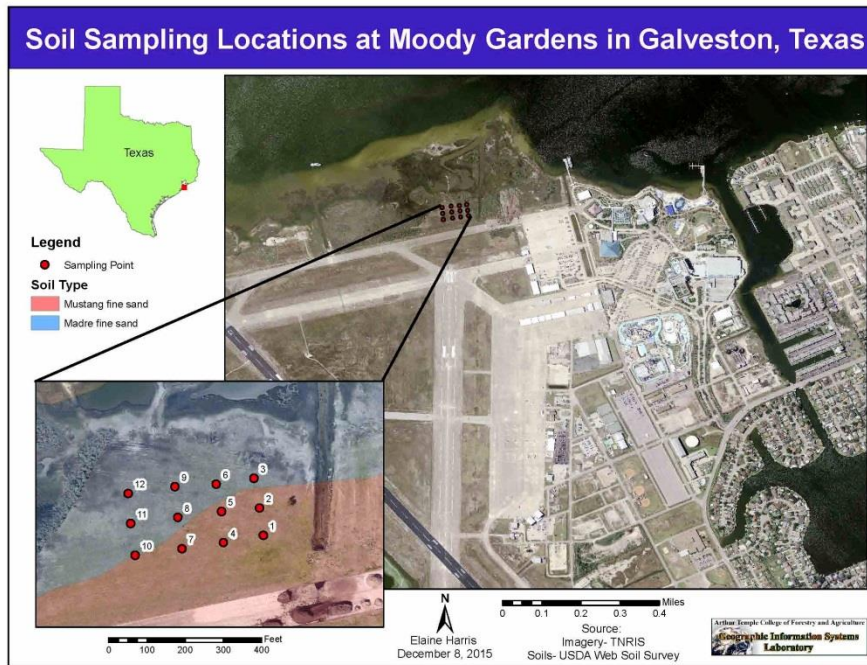 Soil Sampling Locations at Moody Gardens in Galveston, Texas
Texas
Legend
Sampling Point
Soil Type
Mustang fine sand
Madre fine sand
12
9
6
3
11
8
5
2
10
7
4
1
0 100 200 300 400 Feet
N
Elaine Harris
December 8, 2015
0 0.1 0.2 0.3 0.4 Miles
Source:
Imagery- TNRIS
Soils- USDA Web Soil Survey
Arthur Temple College of Forestry and Agriculture
Geographic Information Systems
Laboratory